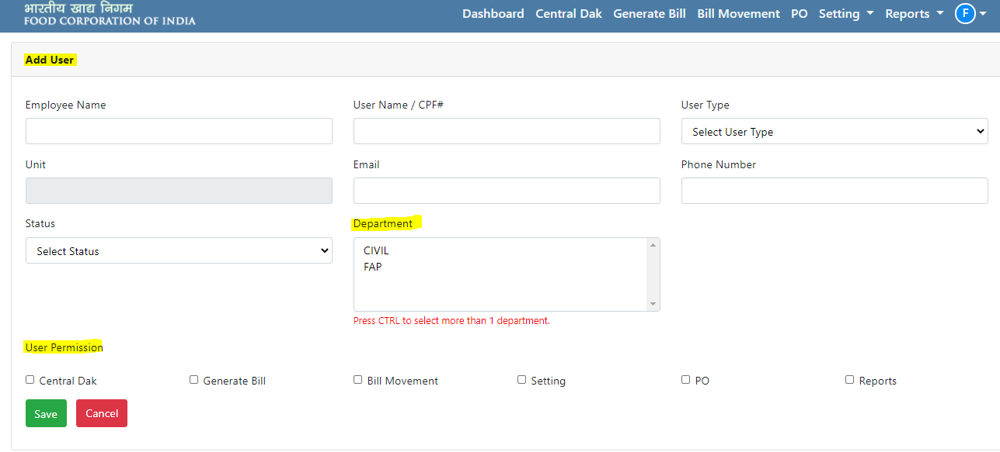 भारतीय खाद्य निगम
FOOD CORPORATION OF INDIA
Dashboard Central Dak Generate Bill Bill Movement PO Setting Reports F
Add User
Employee Name User Name / CPF# User Type
Select User Type
Unit Email Phone Number
Status Department
Select Status CIVIL
FAP
Press CTRL to select more than 1 department.
User Permission
Central Dak Generate Bill Bill Movement Setting PO Reports
Save Cancel